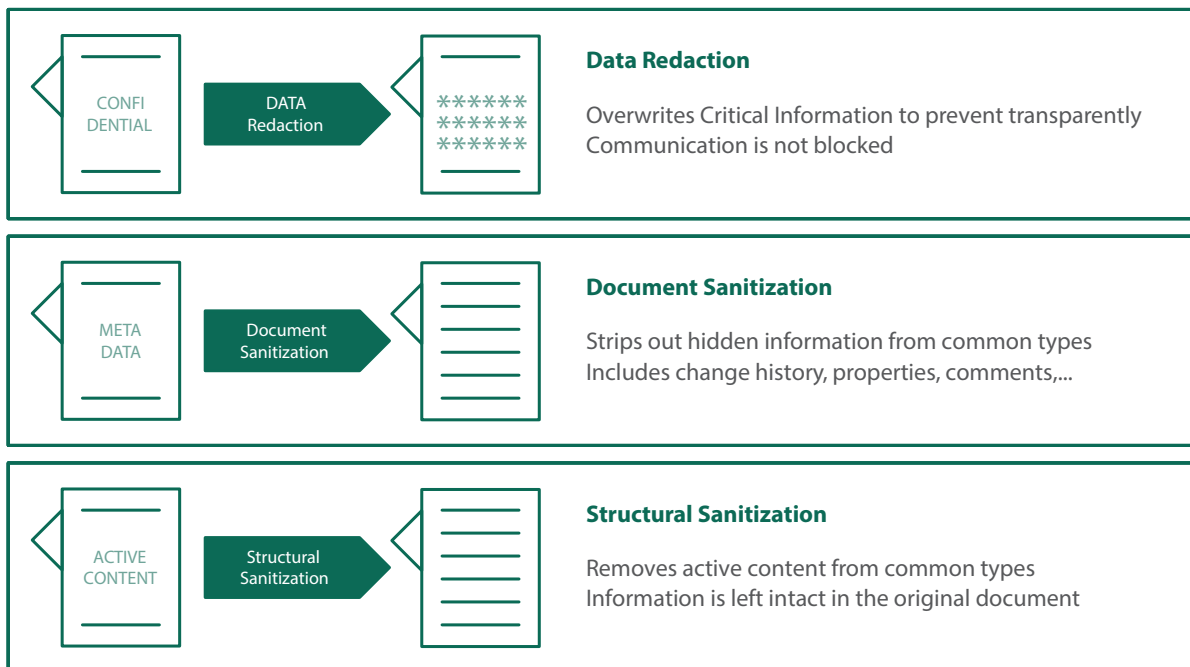 CONFI
DENTIAL
DATA
Redaction
******
******
******
Data Redaction
Overwrites Critical Information to prevent transparently
Communication is not blocked
META
DATA
Document
Sanitization
Document Sanitization
Strips out hidden information from common types
Includes change history, properties, comments,...
ACTIVE
CONTENT
Structural
Sanitization
Structural Sanitization
Removes active content from common types
Information is left intact in the original document